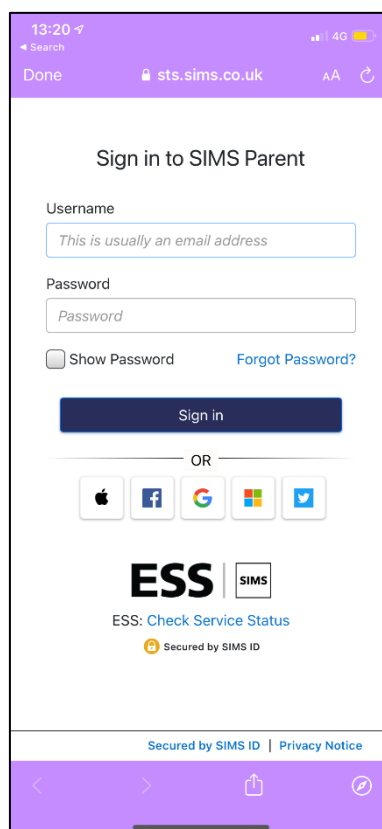 13:20
4G
Search
Done
sts.sims.co.uk
AA
Sign in to SIMS Parent
Username
This is usually an email address
Password
Password
Show Password
Forgot Password?
Sign in
OR
ESS
SIMS
ESS: Check Service Status
Secured by SIMS ID
Secured by SIMS ID | Privacy Notice